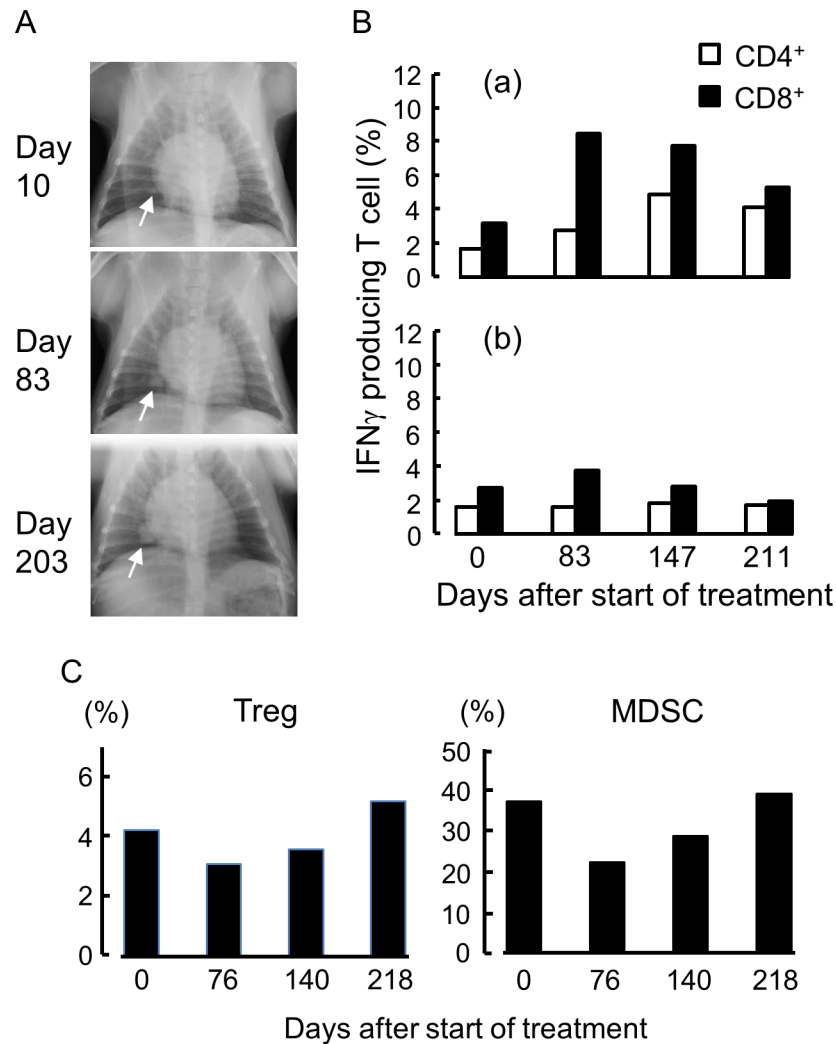 A
Day
10
Day
83
Day
203
B
CD4⁺
CD8⁺
IFNγ producing T cell (%)
(a)
12
10
8
6
4
2
0
(b)
12
10
8
6
4
2
0
0 83 147 211
Days after start of treatment
C
(%) Treg
6
4
2
0
0 76 140 218
(%) MDSC
50
40
30
20
10
0
0 76 140 218
Days after start of treatment